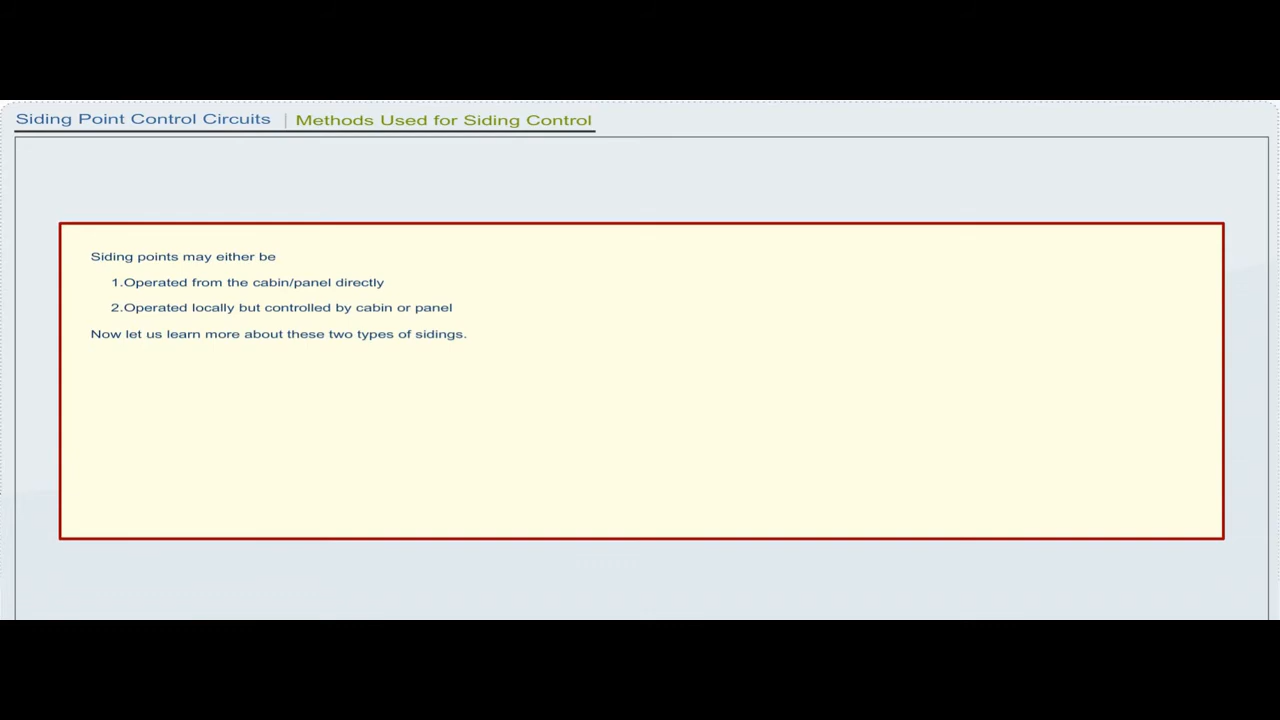 Siding Point Control Circuits | Methods Used for Siding Control
Siding points may either be
1.Operated from the cabin/panel directly
2.Operated locally but controlled by cabin or panel
Now let us learn more about these two types of sidings.